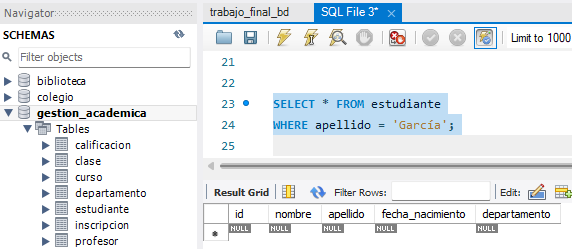 Navigator
SCHEMAS
Filter objects
biblioteca
colegio
gestion_academica
Tables
calificacion
clase
curso
departamento
estudiante
inscripcion
profesor
trabajo_final_bd
SQL File 3*
Limit to 1000
21
22
23 SELECT * FROM estudiante
24 WHERE apellido = 'García';
25
Result Grid Filter Rows: Edit:
id nombre apellido fecha_nacimiento departamento
* NULL NULL NULL NULL NULL